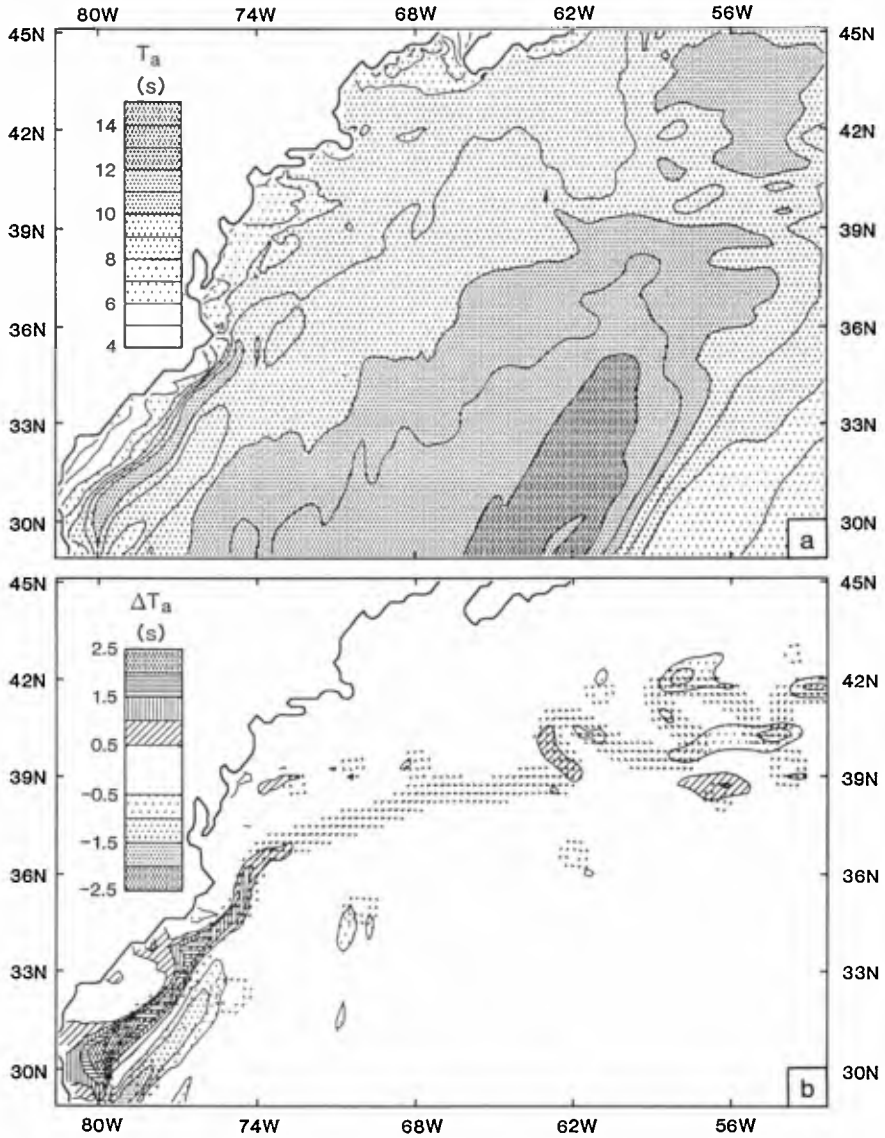 80W 74W 68W 62W 56W
45N 45N
T_a
(s)
14
42N 42N
12
10
39N 39N
8
6
36N 36N
4
33N 33N
30N 30N
a
45N 45N
ΔT_a
(s)
2.5
42N 42N
1.5
0.5
39N 39N
-0.5
-1.5
36N 36N
-2.5
33N 33N
30N 30N
b
80W 74W 68W 62W 56W